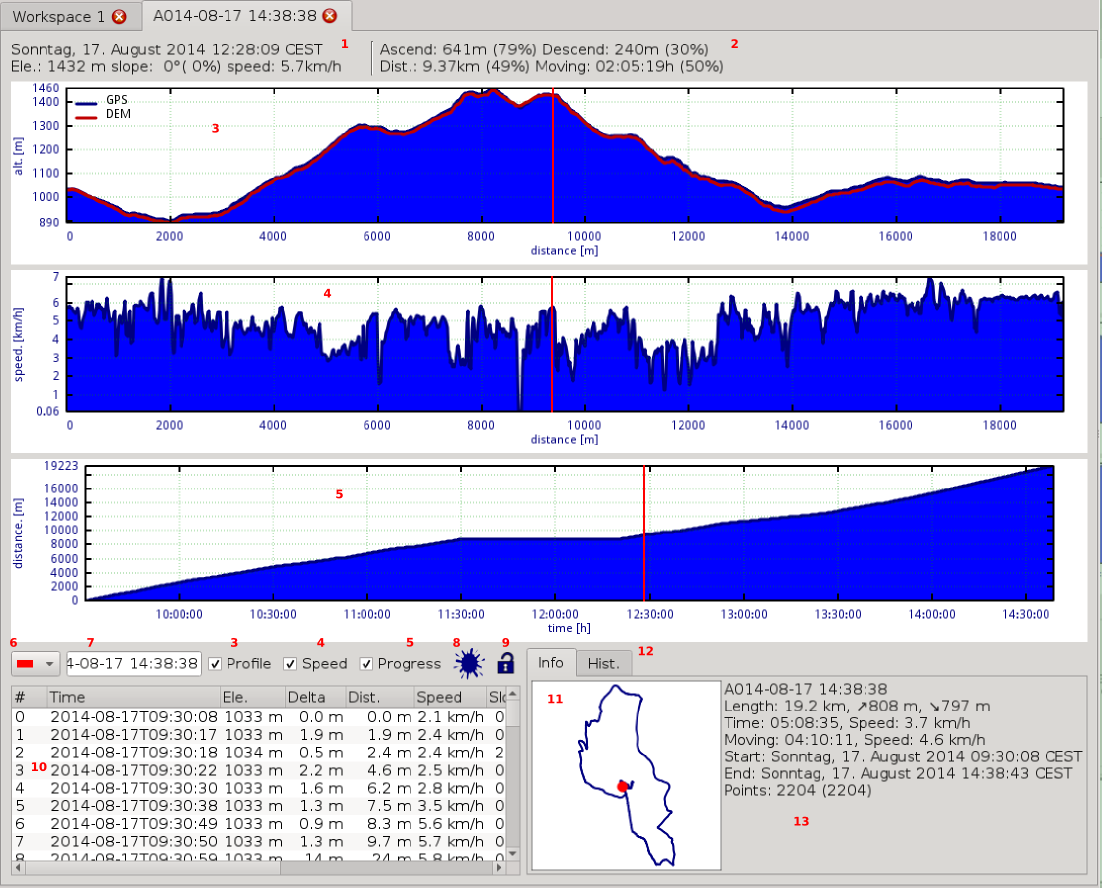 Workspace 1
A014-08-17 14:38:38
Sonntag, 17. August 2014 12:28:09 CEST 1
Ele.: 1432 m slope: 0°( 0%) speed: 5.7km/h
Ascend: 641m (79%) Descend: 240m (30%) 2
Dist.: 9.37km (49%) Moving: 02:05:19h (50%)
1460
1400
1300
1200
1100
1000
890
alt. [m]
GPS
DEM
3
0 2000 4000 6000 8000 10000 12000 14000 16000 18000
distance [m]
7
6
5
4
3
2
1
0.06
speed. [km/h]
4
0 2000 4000 6000 8000 10000 12000 14000 16000 18000
distance [m]
19223
16000
14000
12000
10000
8000
6000
4000
2000
0
distance. [m]
5
10:00:00 10:30:00 11:00:00 11:30:00 12:00:00 12:30:00 13:00:00 13:30:00 14:00:00 14:30:00
time [h]
6 7 3 4 5 8 9
4-08-17 14:38:38 Profile Speed Progress
# Time Ele. Delta Dist. Speed Slo
0 2014-08-17T09:30:08 1033 m 0.0 m 0.0 m 2.1 km/h 0
1 2014-08-17T09:30:17 1033 m 1.9 m 1.9 m 2.4 km/h 0
2 2014-08-17T09:30:18 1034 m 0.5 m 2.4 m 2.4 km/h 2
3 10 2014-08-17T09:30:22 1033 m 2.2 m 4.6 m 2.5 km/h 0
4 2014-08-17T09:30:30 1033 m 1.6 m 6.2 m 2.8 km/h 0
5 2014-08-17T09:30:38 1033 m 1.3 m 7.5 m 3.5 km/h 0
6 2014-08-17T09:30:49 1033 m 0.9 m 8.3 m 5.6 km/h 0
7 2014-08-17T09:30:50 1033 m 1.3 m 9.7 m 5.7 km/h 0
8 2014-08-17T09:30:59 1033 m 14 m 24 m 5.8 km/h 0
Info Hist. 12
11
A014-08-17 14:38:38
Length: 19.2 km, ↗808 m, ↘797 m
Time: 05:08:35, Speed: 3.7 km/h
Moving: 04:10:11, Speed: 4.6 km/h
Start: Sonntag, 17. August 2014 09:30:08 CEST
End: Sonntag, 17. August 2014 14:38:43 CEST
Points: 2204 (2204)
13